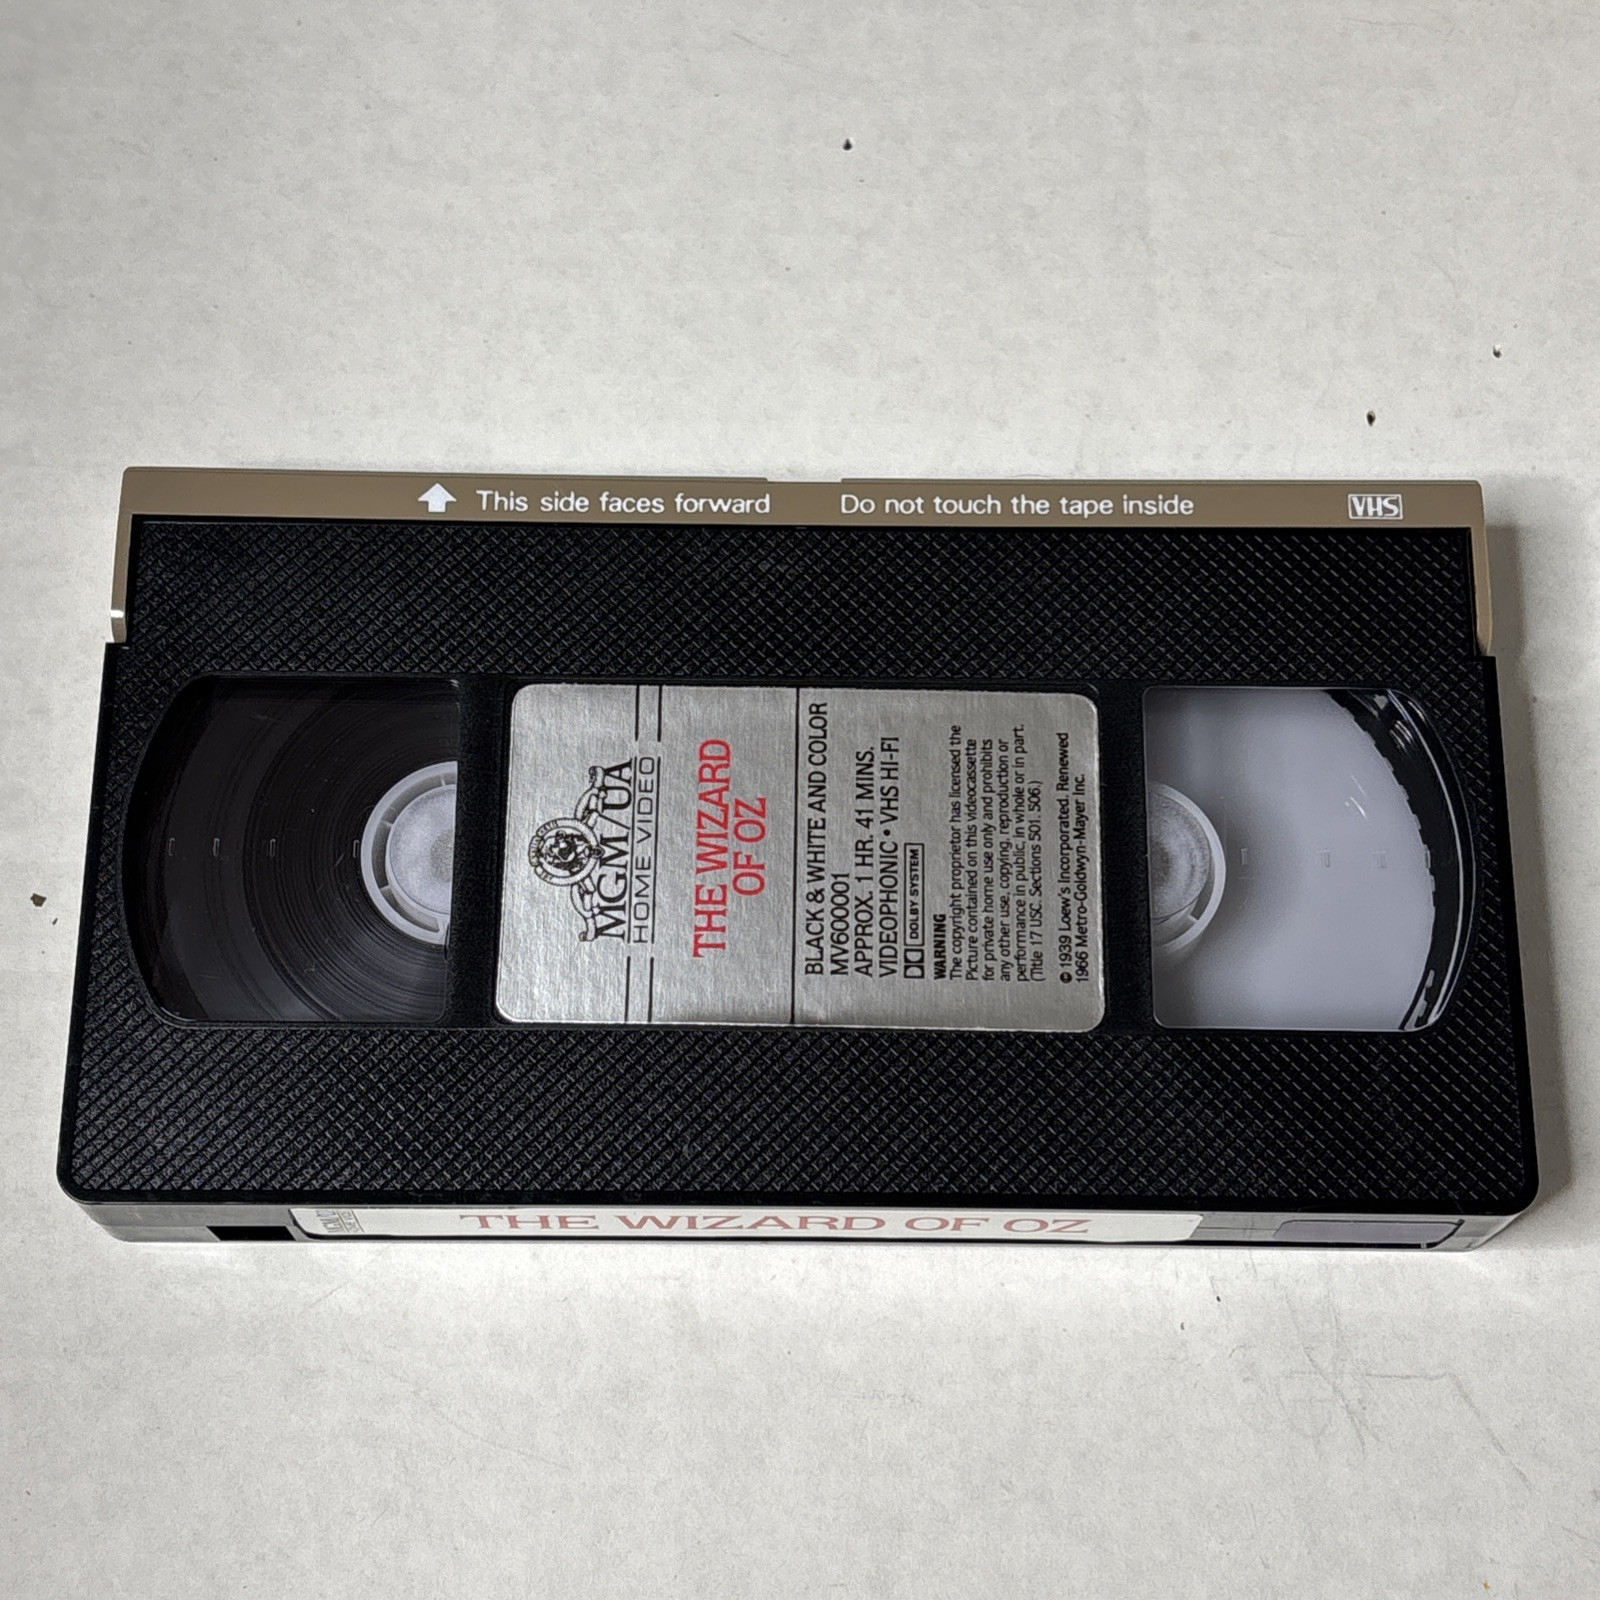 This side faces forward
Do not touch the tape inside
VHS
MGM/UA
HOME VIDEO
THE WIZARD
OF OZ
BLACK & WHITE AND COLOR
MV600001
APPROX. 1 HR. 41 MINS.
VIDEOPHONIC • VHS HI-FI
DOLBY SYSTEM
WARNING
The copyright proprietor has licensed the
Picture contained on this videocassette
for private home use only and prohibits
any other use, copying, reproduction or
performance in public, in whole or in part.
(Title 17 USC. Sections 501. 506.)
© 1939 Loew's Incorporated. Renewed
1966 Metro-Goldwyn-Mayer Inc.
THE WIZARD OF OZ